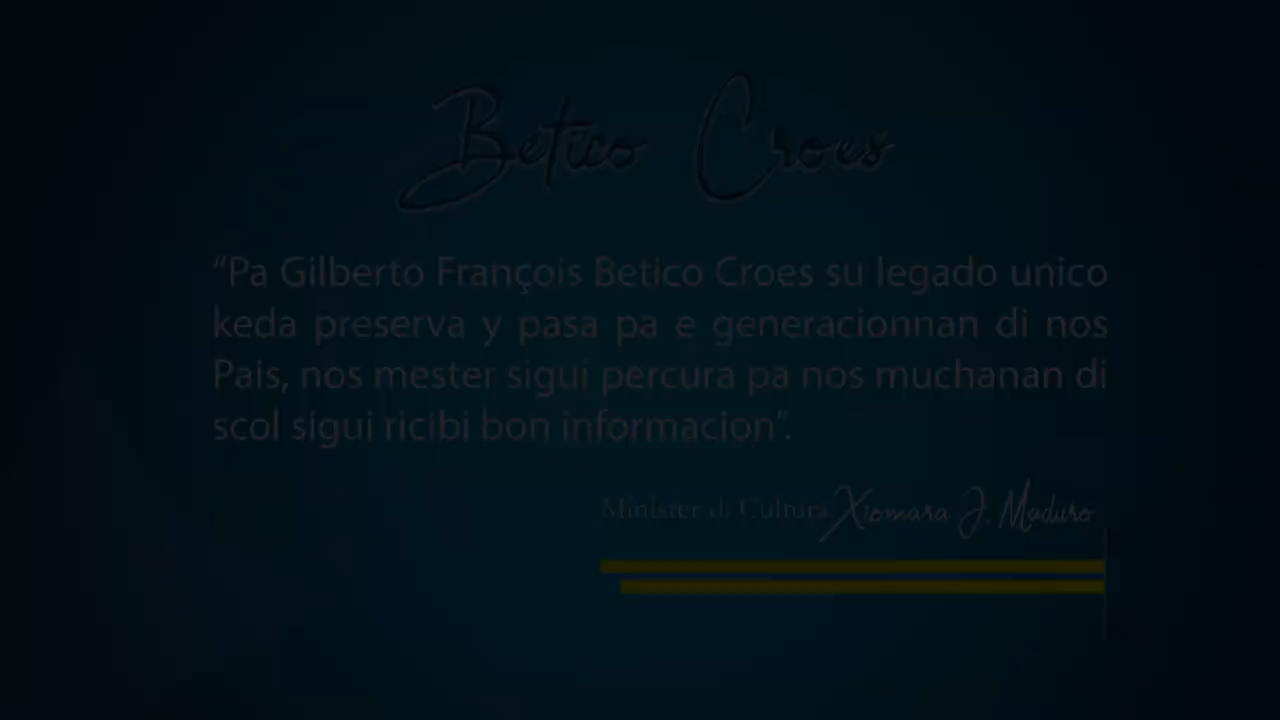 Betico Croes
“Pa Gilberto François Betico Croes su legado unico
keda preserva y pasa pa e generacionnan di nos
Pais, nos mester sigui percura pa nos muchanan di
scol sigui ricibi bon informacion”.
Minister di Cultura Xiomara J. Maduro